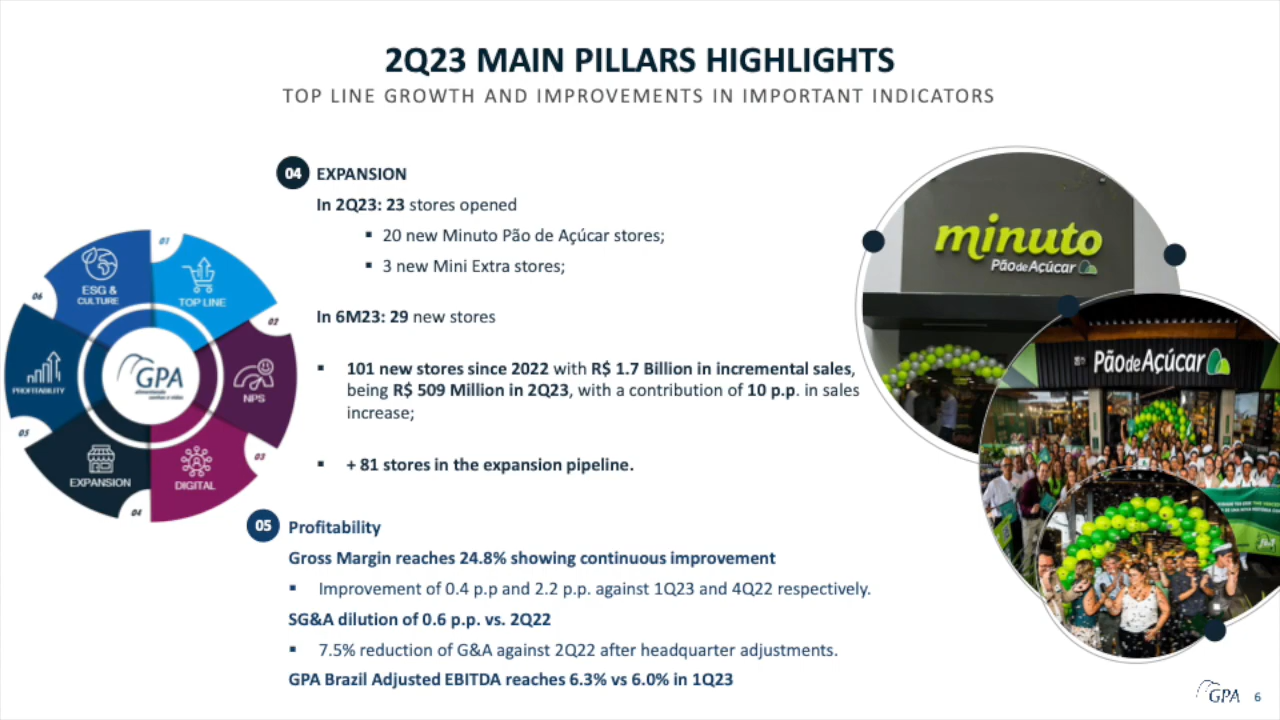 2Q23 MAIN PILLARS HIGHLIGHTS
TOP LINE GROWTH AND IMPROVEMENTS IN IMPORTANT INDICATORS
04 EXPANSION
In 2Q23: 23 stores opened
▪ 20 new Minuto Pão de Açúcar stores;
▪ 3 new Mini Extra stores;
In 6M23: 29 new stores
▪ 101 new stores since 2022 with R$ 1.7 Billion in incremental sales,
being R$ 509 Million in 2Q23, with a contribution of 10 p.p. in sales
increase;
▪ + 81 stores in the expansion pipeline.
05 Profitability
Gross Margin reaches 24.8% showing continuous improvement
▪ Improvement of 0.4 p.p and 2.2 p.p. against 1Q23 and 4Q22 respectively.
SG&A dilution of 0.6 p.p. vs. 2Q22
▪ 7.5% reduction of G&A against 2Q22 after headquarter adjustments.
GPA Brazil Adjusted EBITDA reaches 6.3% vs 6.0% in 1Q23
01
TOP LINE
02
NPS
03
DIGITAL
04
EXPANSION
05
PROFITABILITY
06
ESG &
CULTURE
GPA
minuto
Pão de Açúcar
Pão de Açúcar
GPA
6